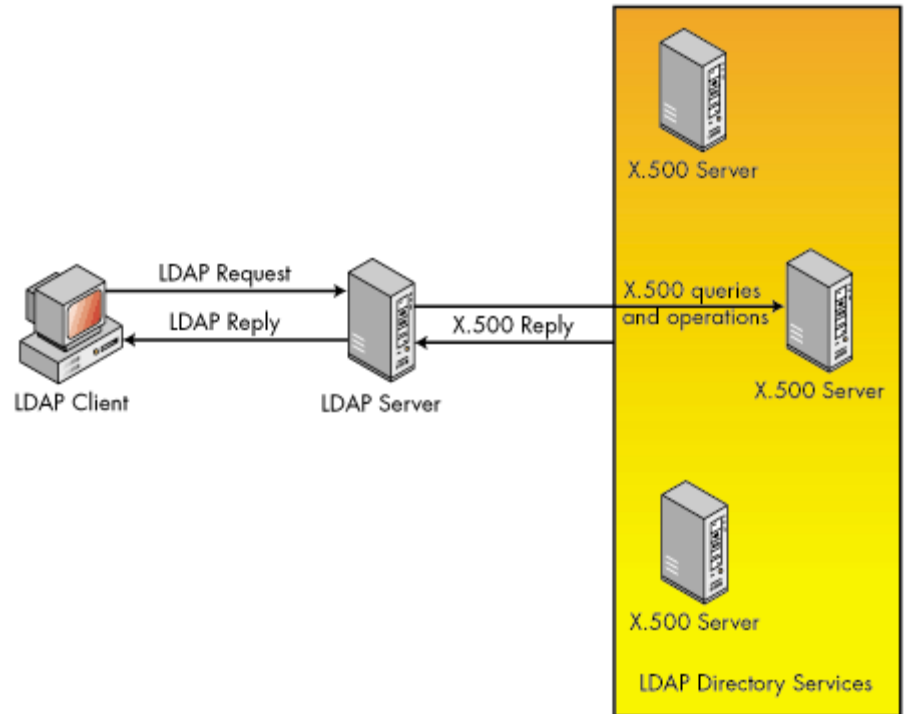 X.500 Server
LDAP Request
LDAP Reply
X.500 queries
and operations
X.500 Reply
LDAP Client
LDAP Server
X.500 Server
X.500 Server
LDAP Directory Services